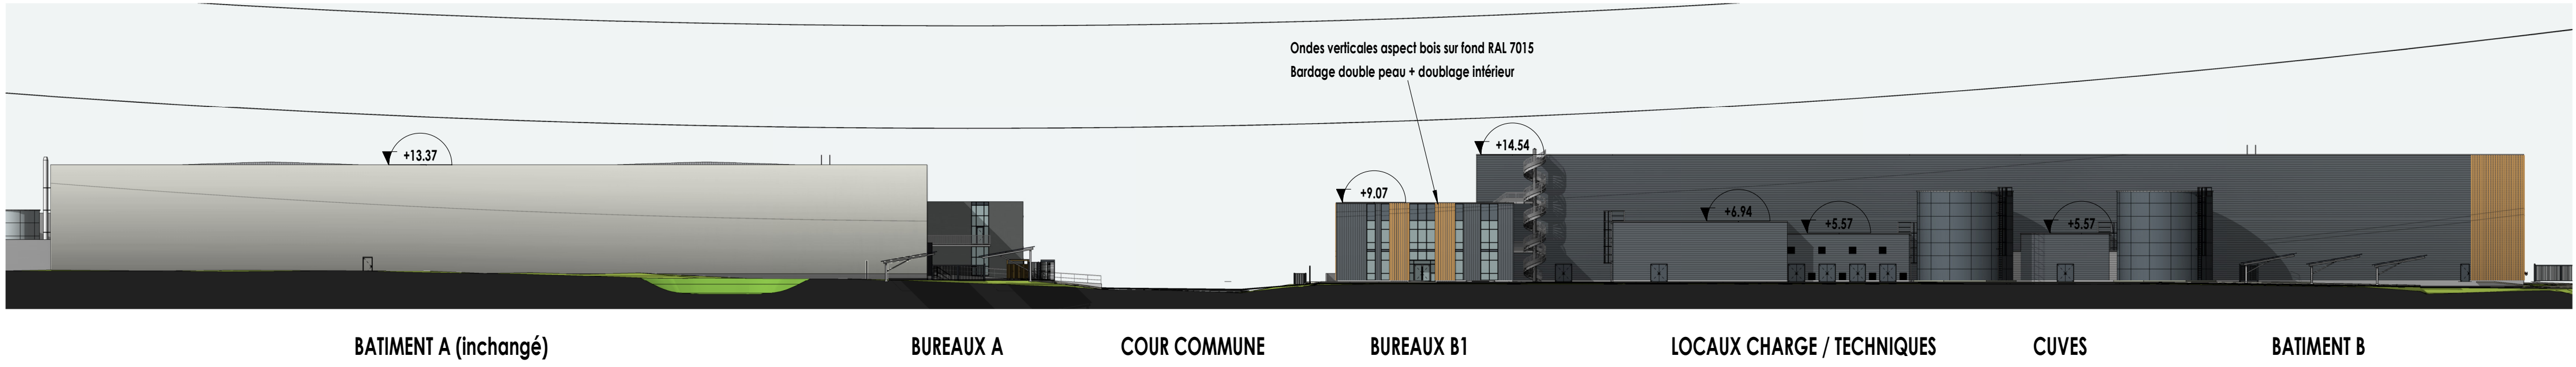 Ondes verticales aspect bois sur fond RAL 7015
Bardage double peau + doublage intérieur
+13.37
+14.54
+9.07
+6.94
+5.57
+5.57
BATIMENT A (inchangé)
BUREAUX A
COUR COMMUNE
BUREAUX B1
LOCAUX CHARGE / TECHNIQUES
CUVES
BATIMENT B